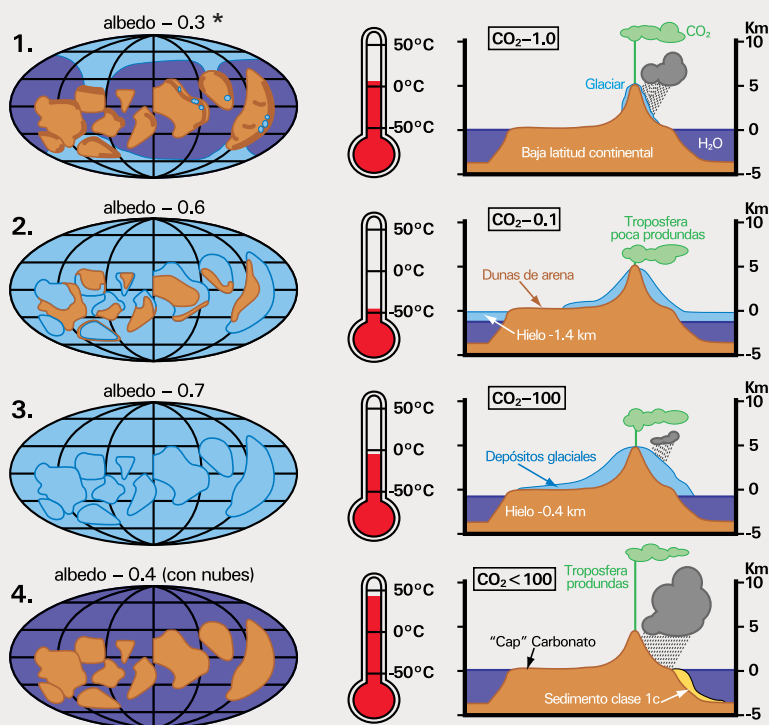 albedo – 0.3 *
1.
50°C
0°C
-50°C
CO₂–1.0
CO₂
Glaciar
Baja latitud continental
H₂O
Km
10
5
0
-5
albedo – 0.6
2.
50°C
0°C
-50°C
CO₂–0.1
Troposfera
poca produndas
Dunas de arena
Hielo -1.4 km
Km
10
5
0
-5
albedo – 0.7
3.
50°C
0°C
-50°C
CO₂–100
Depósitos glaciales
Hielo -0.4 km
Km
10
5
0
-5
albedo – 0.4 (con nubes)
4.
50°C
0°C
-50°C
CO₂<100
Troposfera
produndas
"Cap" Carbonato
Sedimento clase 1c
Km
10
5
0
-5